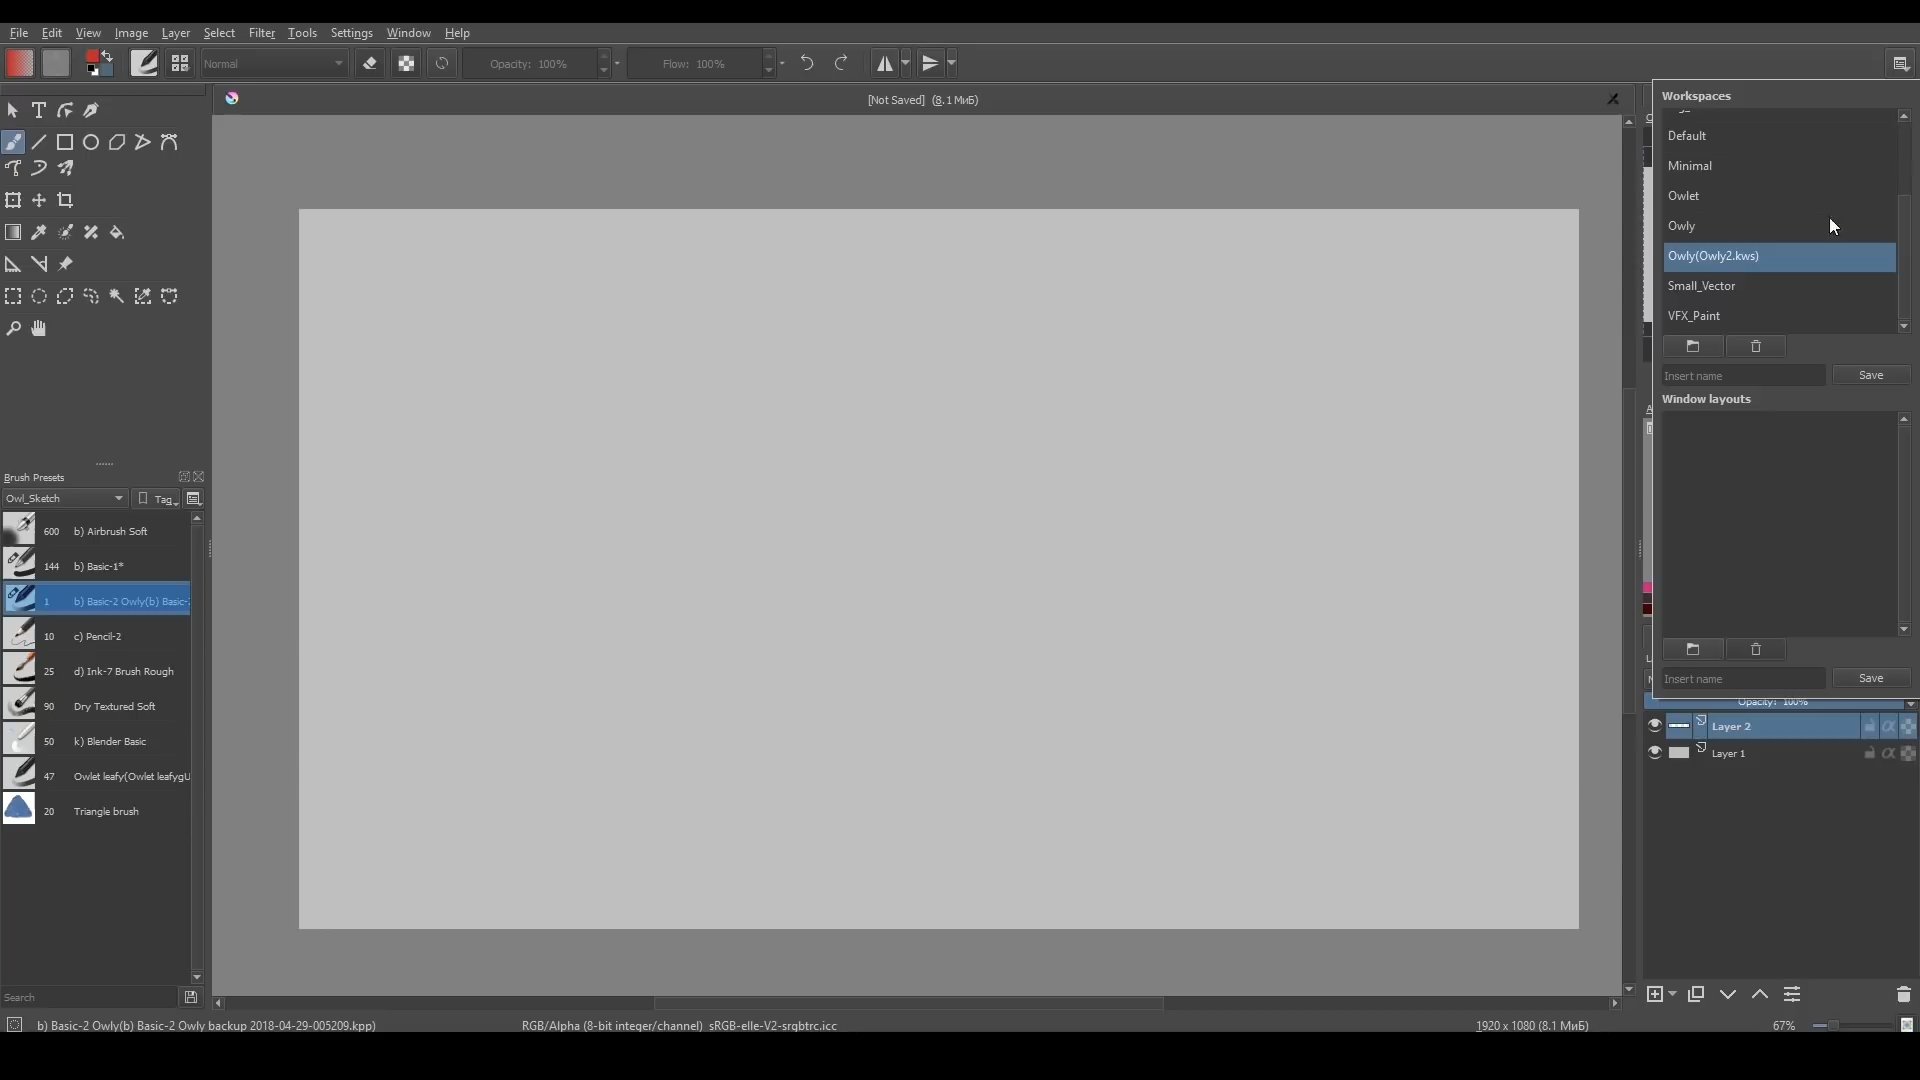 File Edit View Image Layer Select Filter Tools Settings Window Help
Normal Opacity: 100% Flow: 100%
[Not Saved] (8.1 МиБ)
Workspaces
Default
Minimal
Owlet
Owly
Owly(Owly2.kws)
Small_Vector
VFX_Paint
Insert name Save
Window layouts
Insert name Save
Opacity: 100%
Layer 2
Layer 1
Brush Presets
Owl_Sketch Tag
600 b) Airbrush Soft
144 b) Basic-1*
1 b) Basic-2 Owly(b) Basic-
10 c) Pencil-2
25 d) Ink-7 Brush Rough
90 Dry Textured Soft
50 k) Blender Basic
47 Owlet leafy(Owlet leafygU
20 Triangle brush
Search
b) Basic-2 Owly(b) Basic-2 Owly backup 2018-04-29-005209.kpp) RGB/Alpha (8-bit integer/channel) sRGB-elle-V2-srgbtrc.icc 1920 x 1080 (8.1 МиБ) 67%